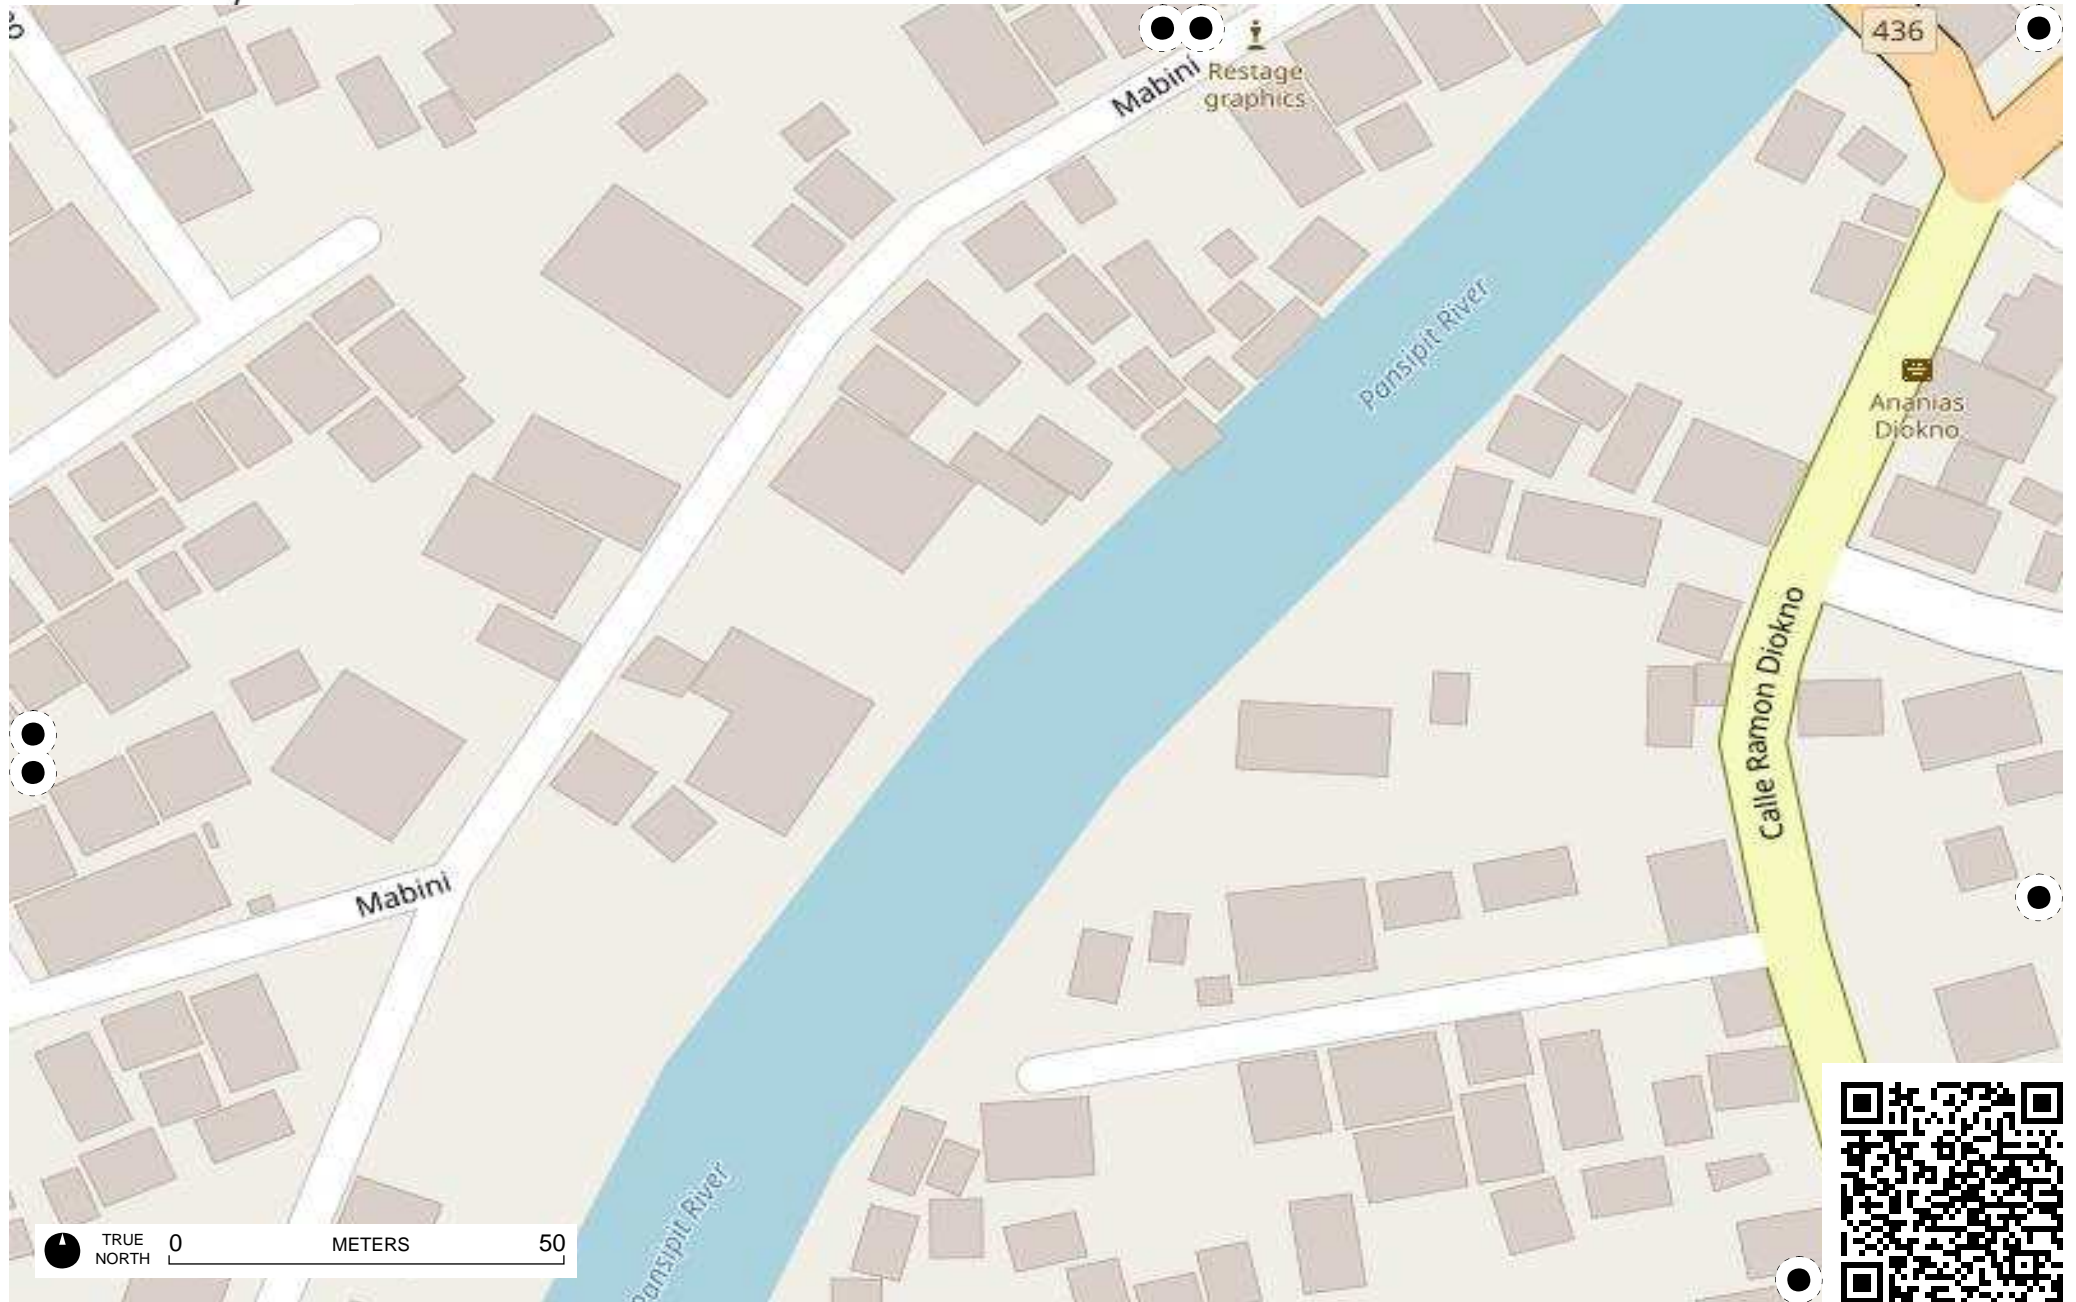 436
Mabini
Restage
graphics
Pansipit River
Ananias
Diokno
Calle Ramon Diokno
Mabini
Pansipit River
TRUE
NORTH
0 METERS 50